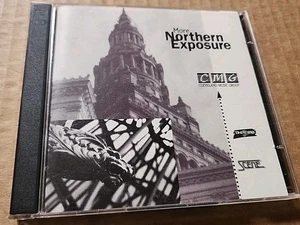 More
Northern
Exposure
CMG
CLEVELAND MUSIC GROUP
SCENE